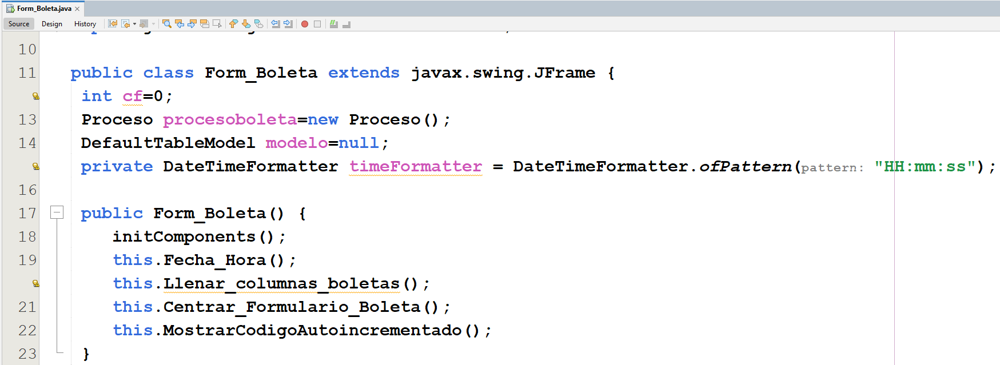 Form_Boleta.java
Source Design History
10
11 public class Form_Boleta extends javax.swing.JFrame {
int cf=0;
13 Proceso procesoboleta=new Proceso();
14 DefaultTableModel modelo=null;
private DateTimeFormatter timeFormatter = DateTimeFormatter.ofPattern(pattern: "HH:mm:ss");
16
17 public Form_Boleta() {
18 initComponents();
19 this.Fecha_Hora();
this.Llenar_columnas_boletas();
21 this.Centrar_Formulario_Boleta();
22 this.MostrarCodigoAutoincrementado();
23 }